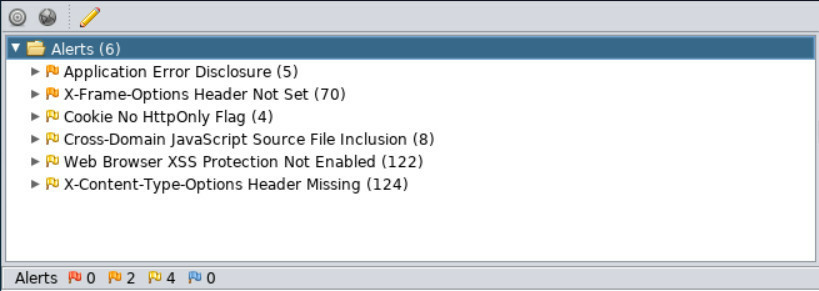 Alerts (6)
Application Error Disclosure (5)
X-Frame-Options Header Not Set (70)
Cookie No HttpOnly Flag (4)
Cross-Domain JavaScript Source File Inclusion (8)
Web Browser XSS Protection Not Enabled (122)
X-Content-Type-Options Header Missing (124)
Alerts 0 2 4 0